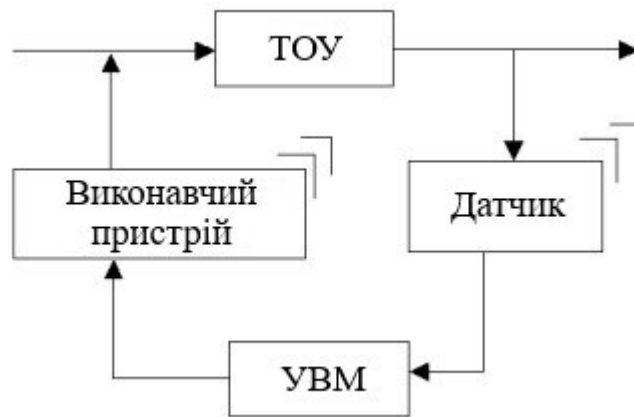 ТОУ
Виконавчий
пристрій
Датчик
УВМ